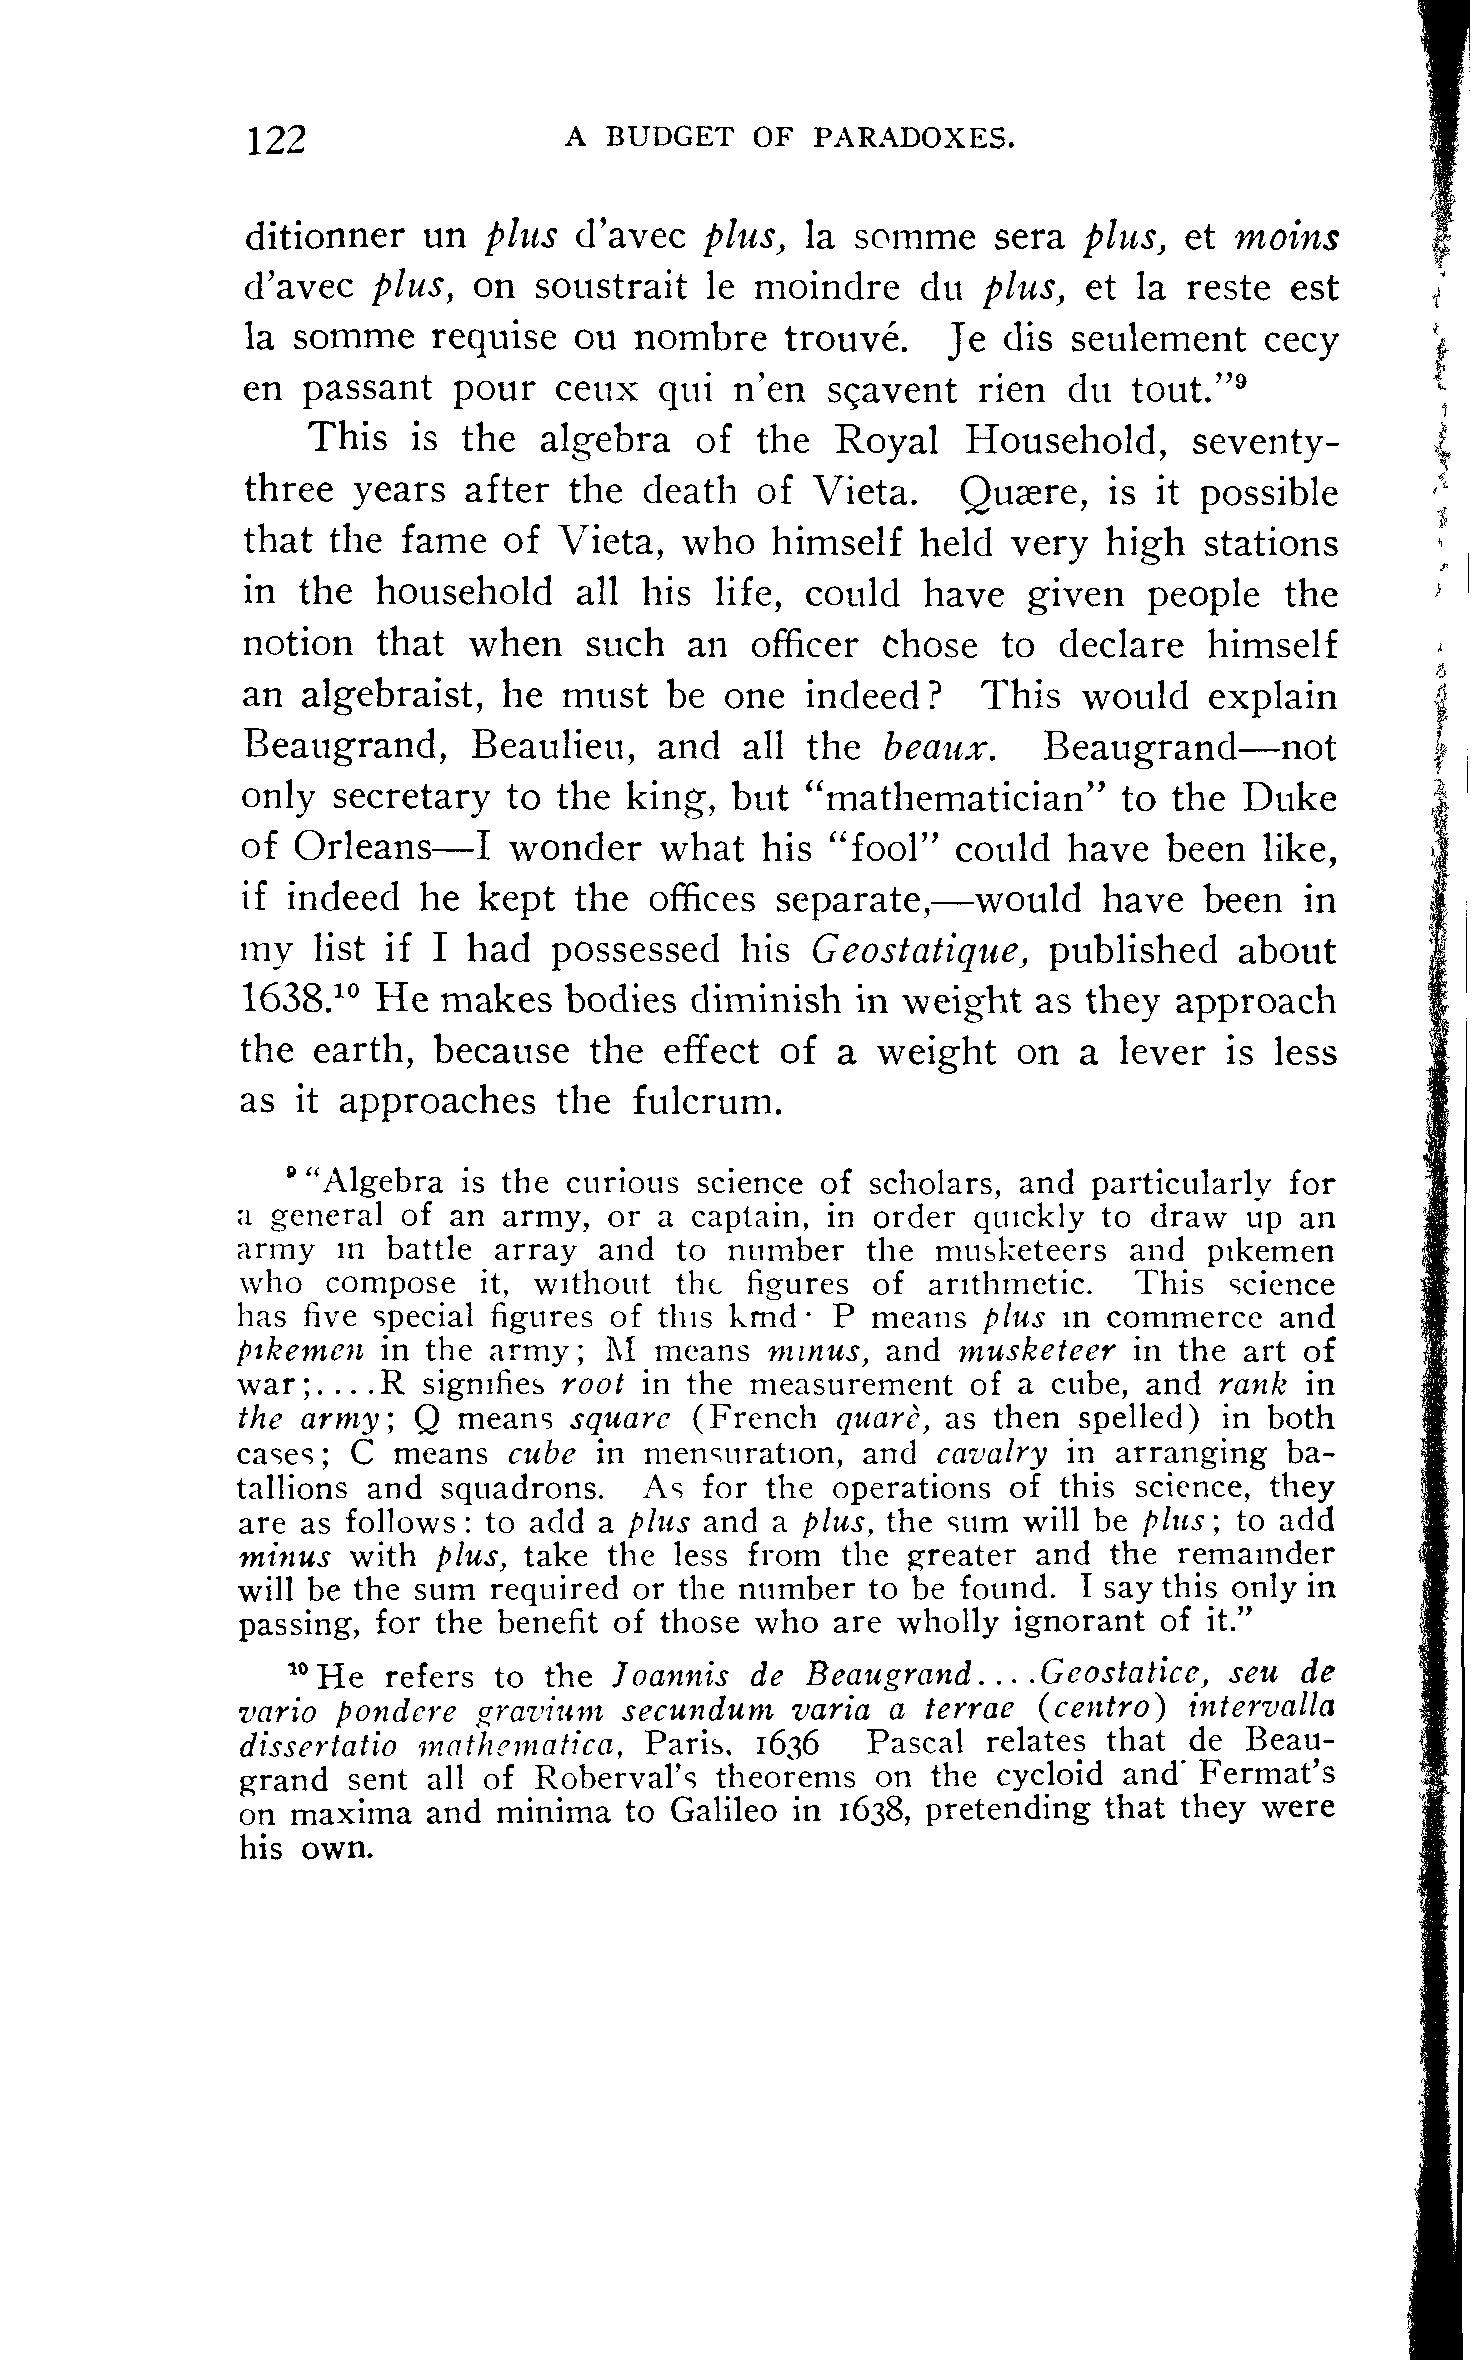 122 A BUDGET OF PARADOXES.
ditionner un plus d'avec plus, la somme sera plus, et moins
d'avec plus, on soustrait le moindre du plus, et la reste est
la somme requise ou nombre trouvé. Je dis seulement cecy
en passant pour ceux qui n'en sçavent rien du tout."⁹
This is the algebra of the Royal Household, seventy-
three years after the death of Vieta. Quære, is it possible
that the fame of Vieta, who himself held very high stations
in the household all his life, could have given people the
notion that when such an officer chose to declare himself
an algebraist, he must be one indeed? This would explain
Beaugrand, Beaulieu, and all the beaux. Beaugrand—not
only secretary to the king, but "mathematician" to the Duke
of Orleans—I wonder what his "fool" could have been like,
if indeed he kept the offices separate,—would have been in
my list if I had possessed his Geostatique, published about
1638.¹⁰ He makes bodies diminish in weight as they approach
the earth, because the effect of a weight on a lever is less
as it approaches the fulcrum.
⁹ "Algebra is the curious science of scholars, and particularly for
a general of an army, or a captain, in order quickly to draw up an
army in battle array and to number the musketeers and pikemen
who compose it, without the figures of arithmetic. This science
has five special figures of this kind· P means plus in commerce and
pikemen in the army; M means minus, and musketeer in the art of
war;....R signifies root in the measurement of a cube, and rank in
the army; Q means square (French quarè, as then spelled) in both
cases; C means cube in mensuration, and cavalry in arranging ba-
tallions and squadrons. As for the operations of this science, they
are as follows: to add a plus and a plus, the sum will be plus; to add
minus with plus, take the less from the greater and the remainder
will be the sum required or the number to be found. I say this only in
passing, for the benefit of those who are wholly ignorant of it."
¹⁰ He refers to the Joannis de Beaugrand....Geostatice, seu de
vario pondere gravium secundum varia a terrae (centro) intervalla
dissertatio mathematica, Paris, 1636 Pascal relates that de Beau-
grand sent all of Roberval's theorems on the cycloid and Fermat's
on maxima and minima to Galileo in 1638, pretending that they were
his own.